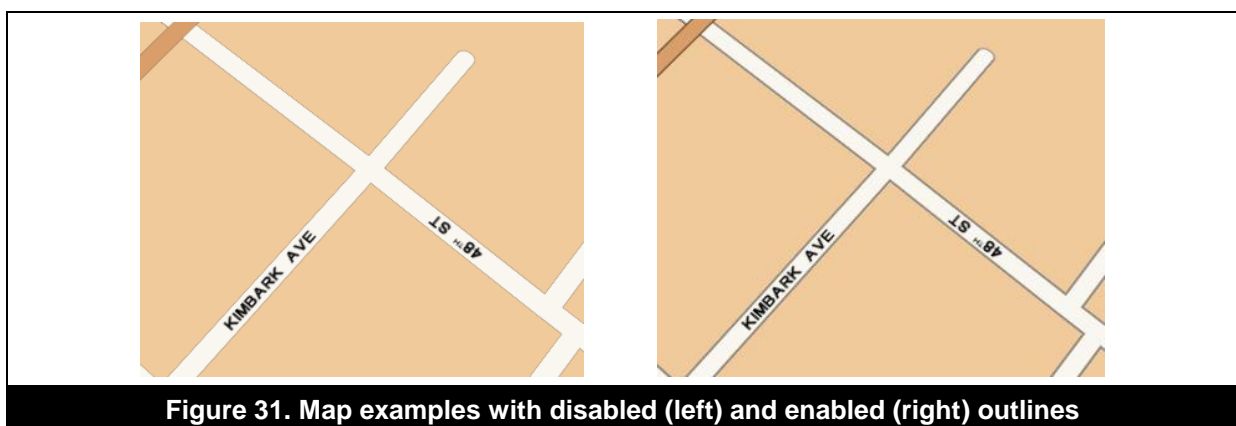 KIMBARK AVE
48TH ST
KIMBARK AVE
48TH ST
Figure 31. Map examples with disabled (left) and enabled (right) outlines